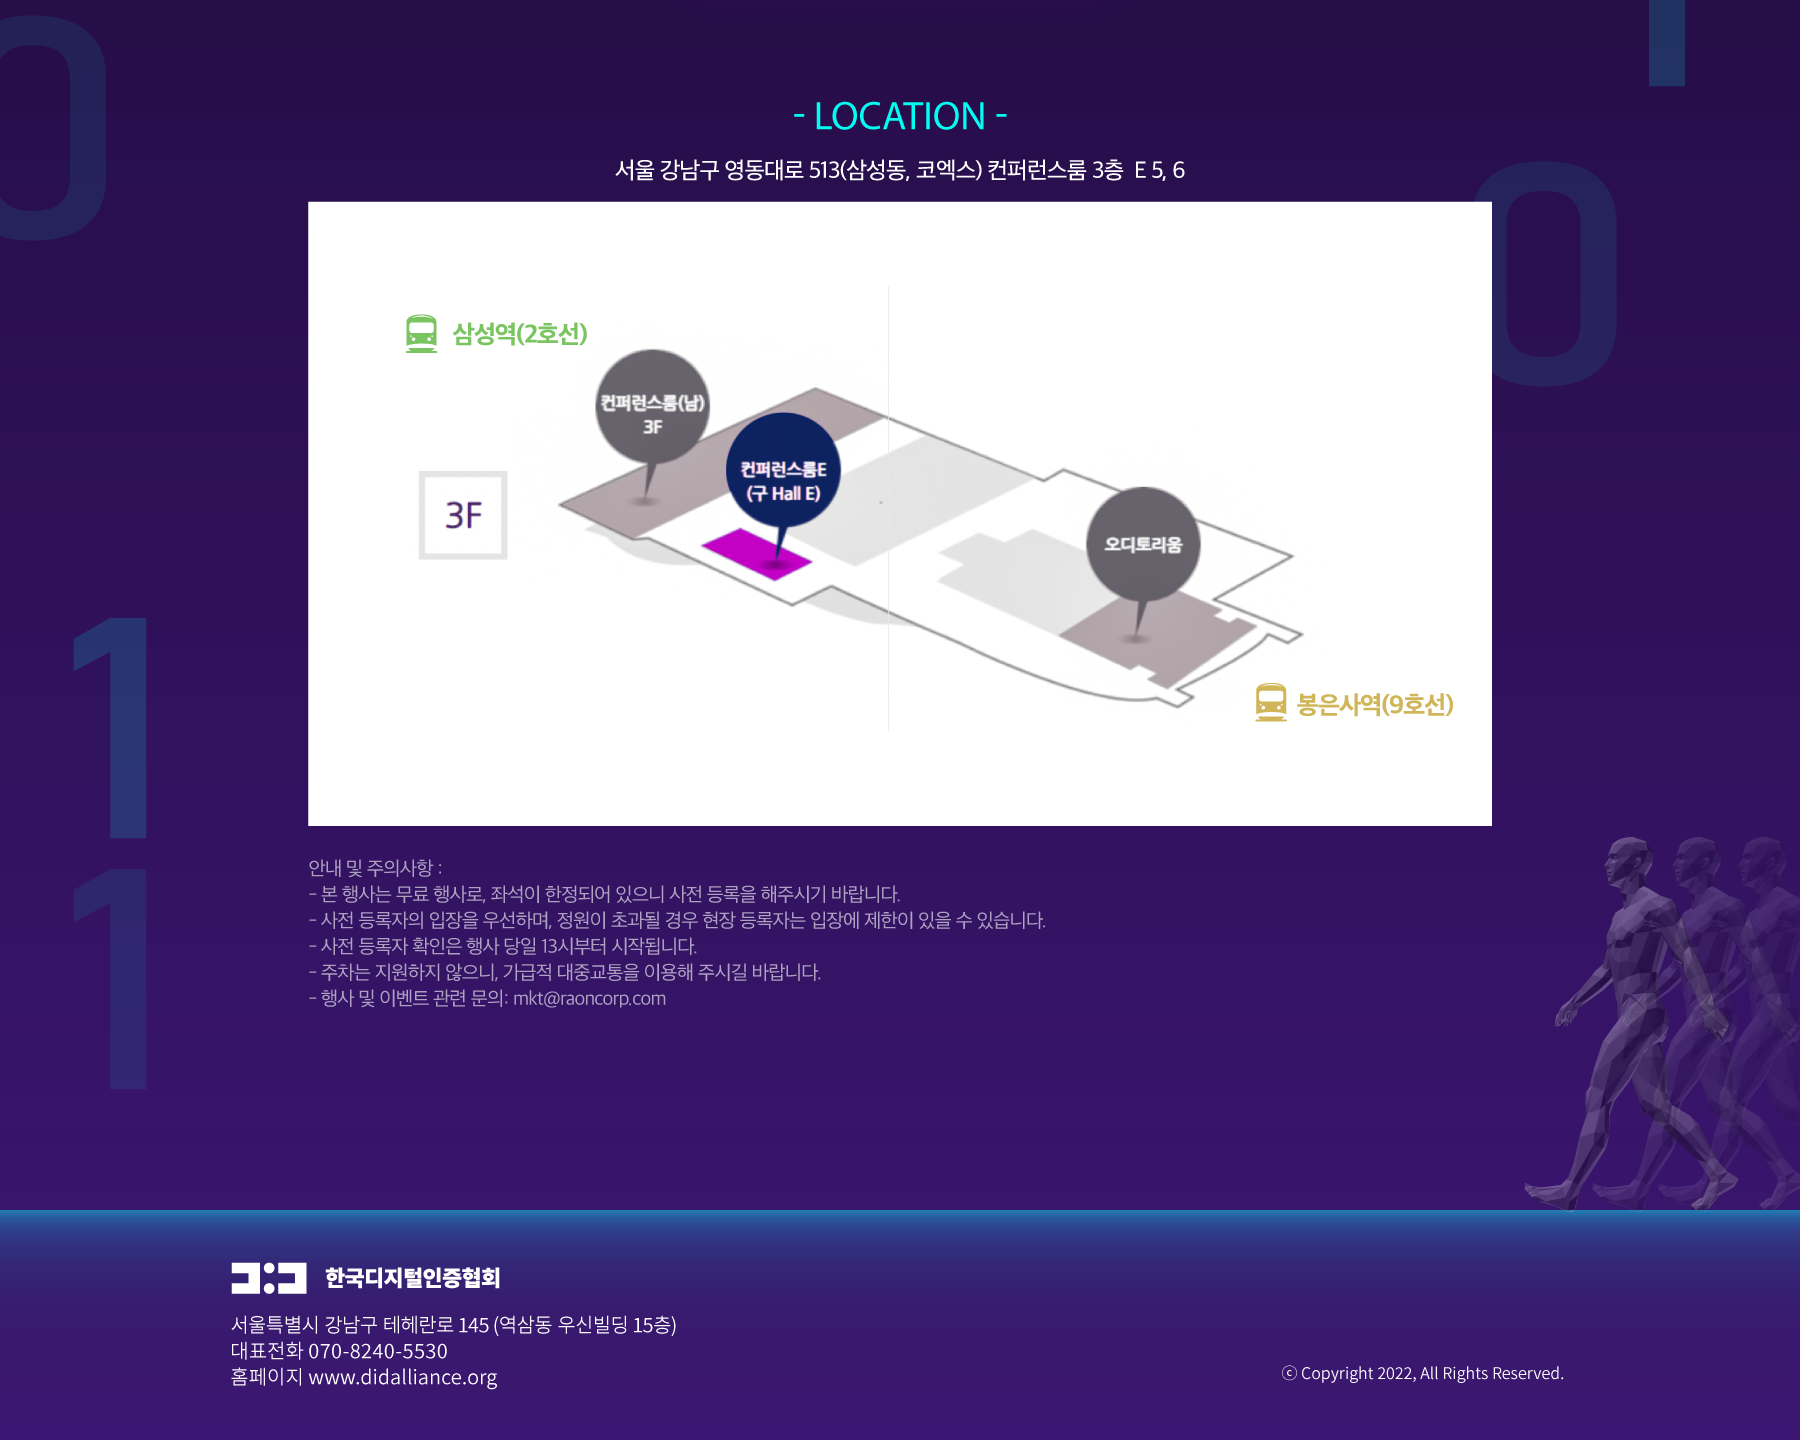 - LOCATION -
서울 강남구 영동대로 513(삼성동, 코엑스) 컨퍼런스룸 3층 E 5, 6
삼성역(2호선)
컨퍼런스룸(남)
3F
컨퍼런스룸E
(구 Hall E)
3F
오디토리움
봉은사역(9호선)
안내 및 주의사항 :
- 본 행사는 무료 행사로, 좌석이 한정되어 있으니 사전 등록을 해주시기 바랍니다.
- 사전 등록자의 입장을 우선하며, 정원이 초과될 경우 현장 등록자는 입장에 제한이 있을 수 있습니다.
- 사전 등록자 확인은 행사 당일 13시부터 시작됩니다.
- 주차는 지원하지 않으니, 가급적 대중교통을 이용해 주시길 바랍니다.
- 행사 및 이벤트 관련 문의: mkt@raoncorp.com
한국디지털인증협회
서울특별시 강남구 테헤란로 145 (역삼동 우신빌딩 15층)
대표전화 070-8240-5530
홈페이지 www.didalliance.org
ⓒ Copyright 2022, All Rights Reserved.
0
1
0
1
1